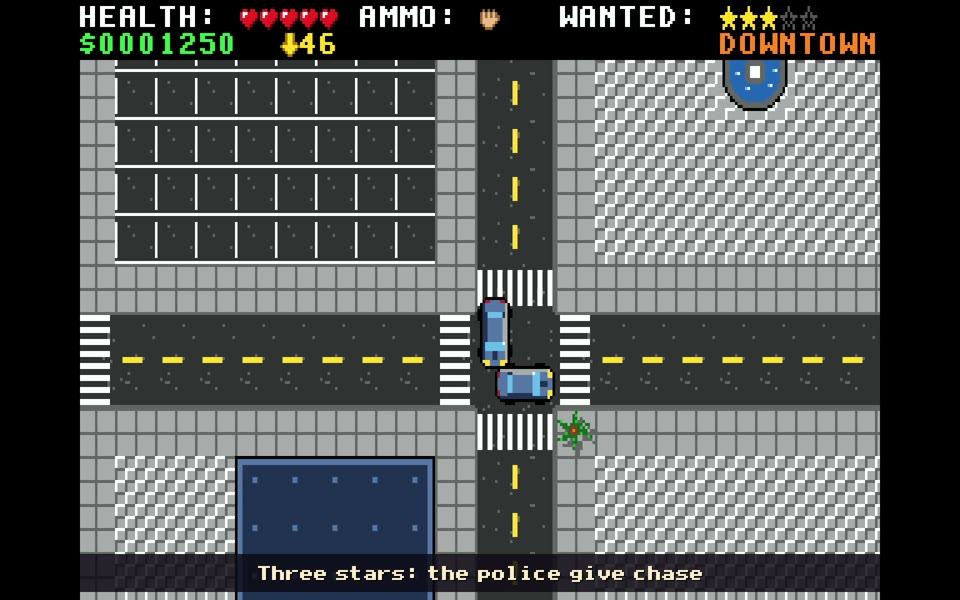 HEALTH: AMMO: WANTED:
$0001250 46 DOWNTOWN
Three stars: the police give chase